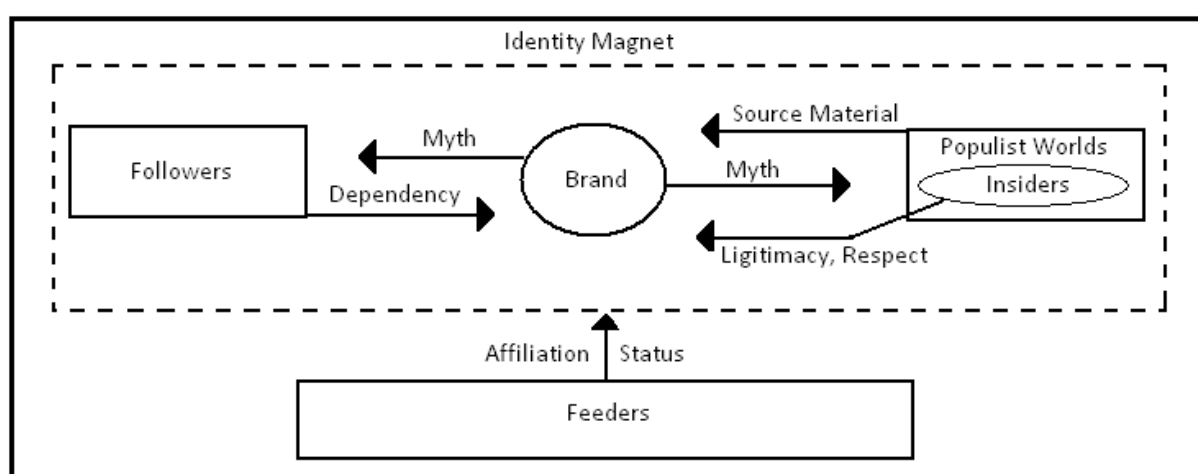 Identity Magnet
Source Material
Myth
Populist Worlds
Followers
Brand
Myth
Insiders
Dependency
Ligitimacy, Respect
Affiliation
Status
Feeders